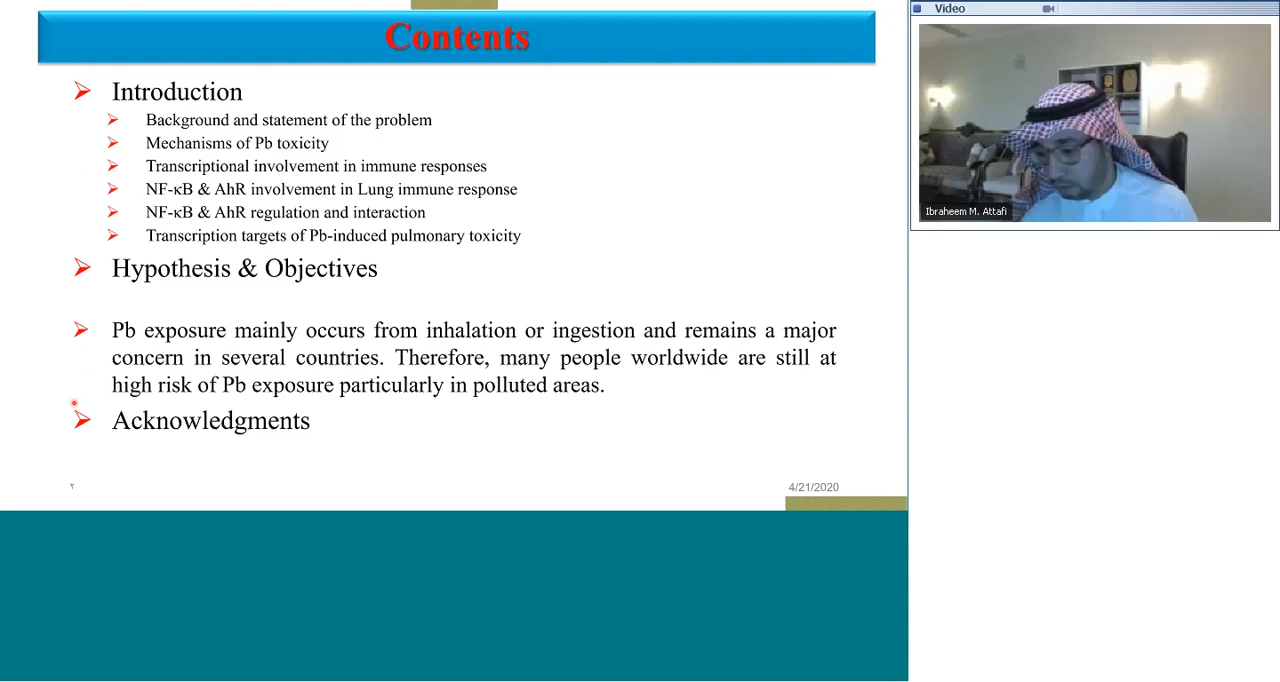 Contents
Introduction
Background and statement of the problem
Mechanisms of Pb toxicity
Transcriptional involvement in immune responses
NF-κB & AhR involvement in Lung immune response
NF-κB & AhR regulation and interaction
Transcription targets of Pb-induced pulmonary toxicity
Hypothesis & Objectives
Pb exposure mainly occurs from inhalation or ingestion and remains a major
concern in several countries. Therefore, many people worldwide are still at
high risk of Pb exposure particularly in polluted areas.
Acknowledgments
٢
4/21/2020
Video
Ibraheem M. Attafi